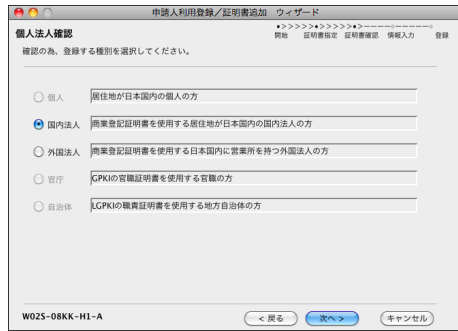 申請人利用登録／証明書追加 ウィザード
個人法人確認
●>>>>>●>>>>>●>-----○-----○
開始 証明書指定 証明書確認 情報入力 登録
確認の為、登録する種別を選択してください。
個人 居住地が日本国内の個人の方
国内法人 商業登記証明書を使用する居住地が日本国内の国内法人の方
外国法人 商業登記証明書を使用する日本国内に営業所を持つ外国法人の方
官庁 GPKIの官職証明書を使用する官職の方
自治体 LGPKIの職責証明書を使用する地方自治体の方
W02S-08KK-H1-A
< 戻る 次へ > キャンセル